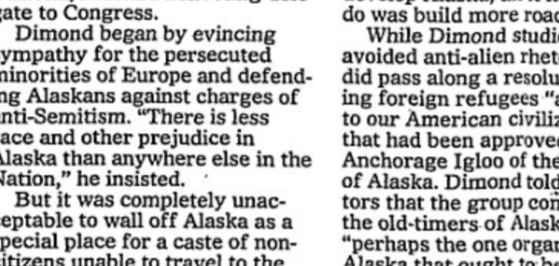 gate to Congress.
Dimond began by evincing
sympathy for the persecuted
minorities of Europe and defend-
ing Alaskans against charges of
anti-Semitism. “There is less
race and other prejudice in
Alaska than anywhere else in the
Nation,” he insisted.
But it was completely unac-
ceptable to wall off Alaska as a
special place for a caste of non-
citizens unable to travel to the
do was build more road
While Dimond studi
avoided anti-alien rhet
did pass along a resolu
ing foreign refugees “a
to our American civiliz
that had been approved
Anchorage Igloo of the
of Alaska. Dimond told
tors that the group con
the old-timers of Alask
“perhaps the one organ
Alaska that ought to be